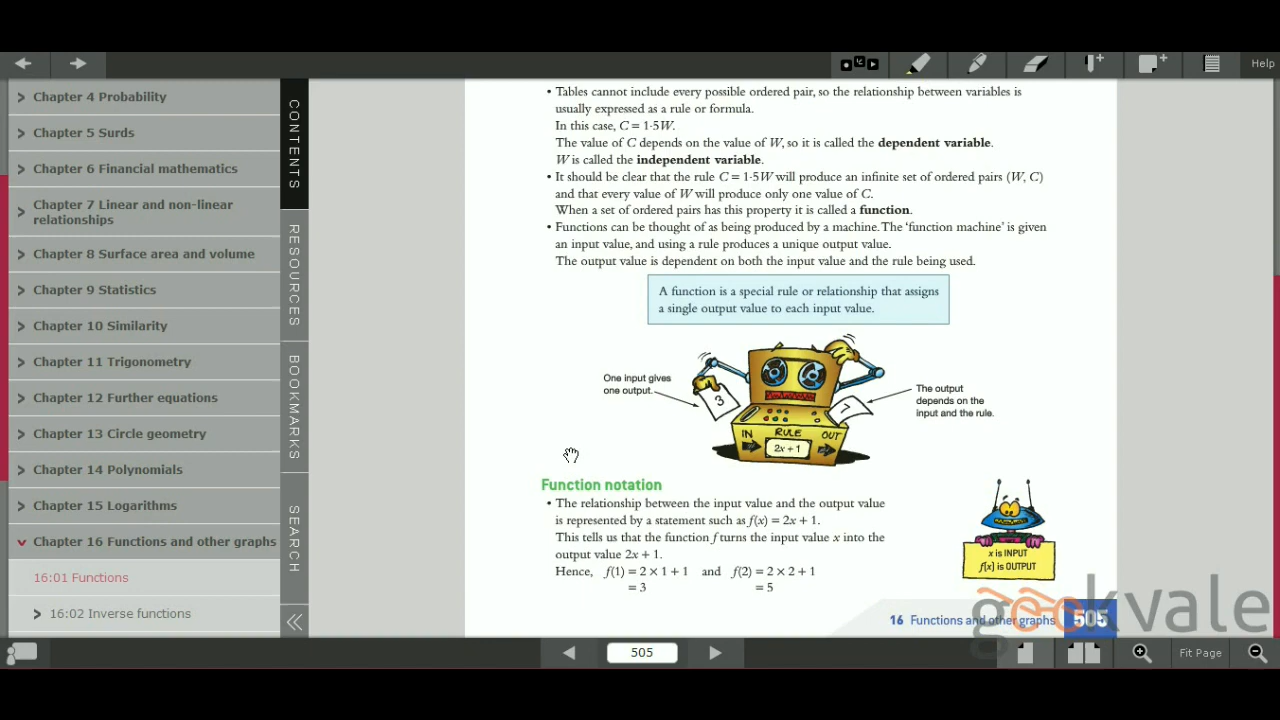 Help
Chapter 4 Probability
Chapter 5 Surds
Chapter 6 Financial mathematics
Chapter 7 Linear and non-linear
relationships
Chapter 8 Surface area and volume
Chapter 9 Statistics
Chapter 10 Similarity
Chapter 11 Trigonometry
Chapter 12 Further equations
Chapter 13 Circle geometry
Chapter 14 Polynomials
Chapter 15 Logarithms
Chapter 16 Functions and other graphs
16:01 Functions
16:02 Inverse functions
CONTENTS
RESOURCES
BOOKMARKS
SEARCH
• Tables cannot include every possible ordered pair, so the relationship between variables is
usually expressed as a rule or formula.
In this case, C = 1·5W.
The value of C depends on the value of W, so it is called the dependent variable.
W is called the independent variable.
• It should be clear that the rule C = 1·5W will produce an infinite set of ordered pairs (W, C)
and that every value of W will produce only one value of C.
When a set of ordered pairs has this property it is called a function.
• Functions can be thought of as being produced by a machine. The 'function machine' is given
an input value, and using a rule produces a unique output value.
The output value is dependent on both the input value and the rule being used.
A function is a special rule or relationship that assigns
a single output value to each input value.
One input gives
one output.
3
7
The output
depends on the
input and the rule.
IN RULE OUT
2x + 1
Function notation
• The relationship between the input value and the output value
is represented by a statement such as f(x) = 2x + 1.
This tells us that the function f turns the input value x into the
output value 2x + 1.
Hence, f(1) = 2 × 1 + 1 and f(2) = 2 × 2 + 1
= 3 = 5
x is INPUT
f(x) is OUTPUT
16 Functions and other graphs 505
geekvale
505
Fit Page